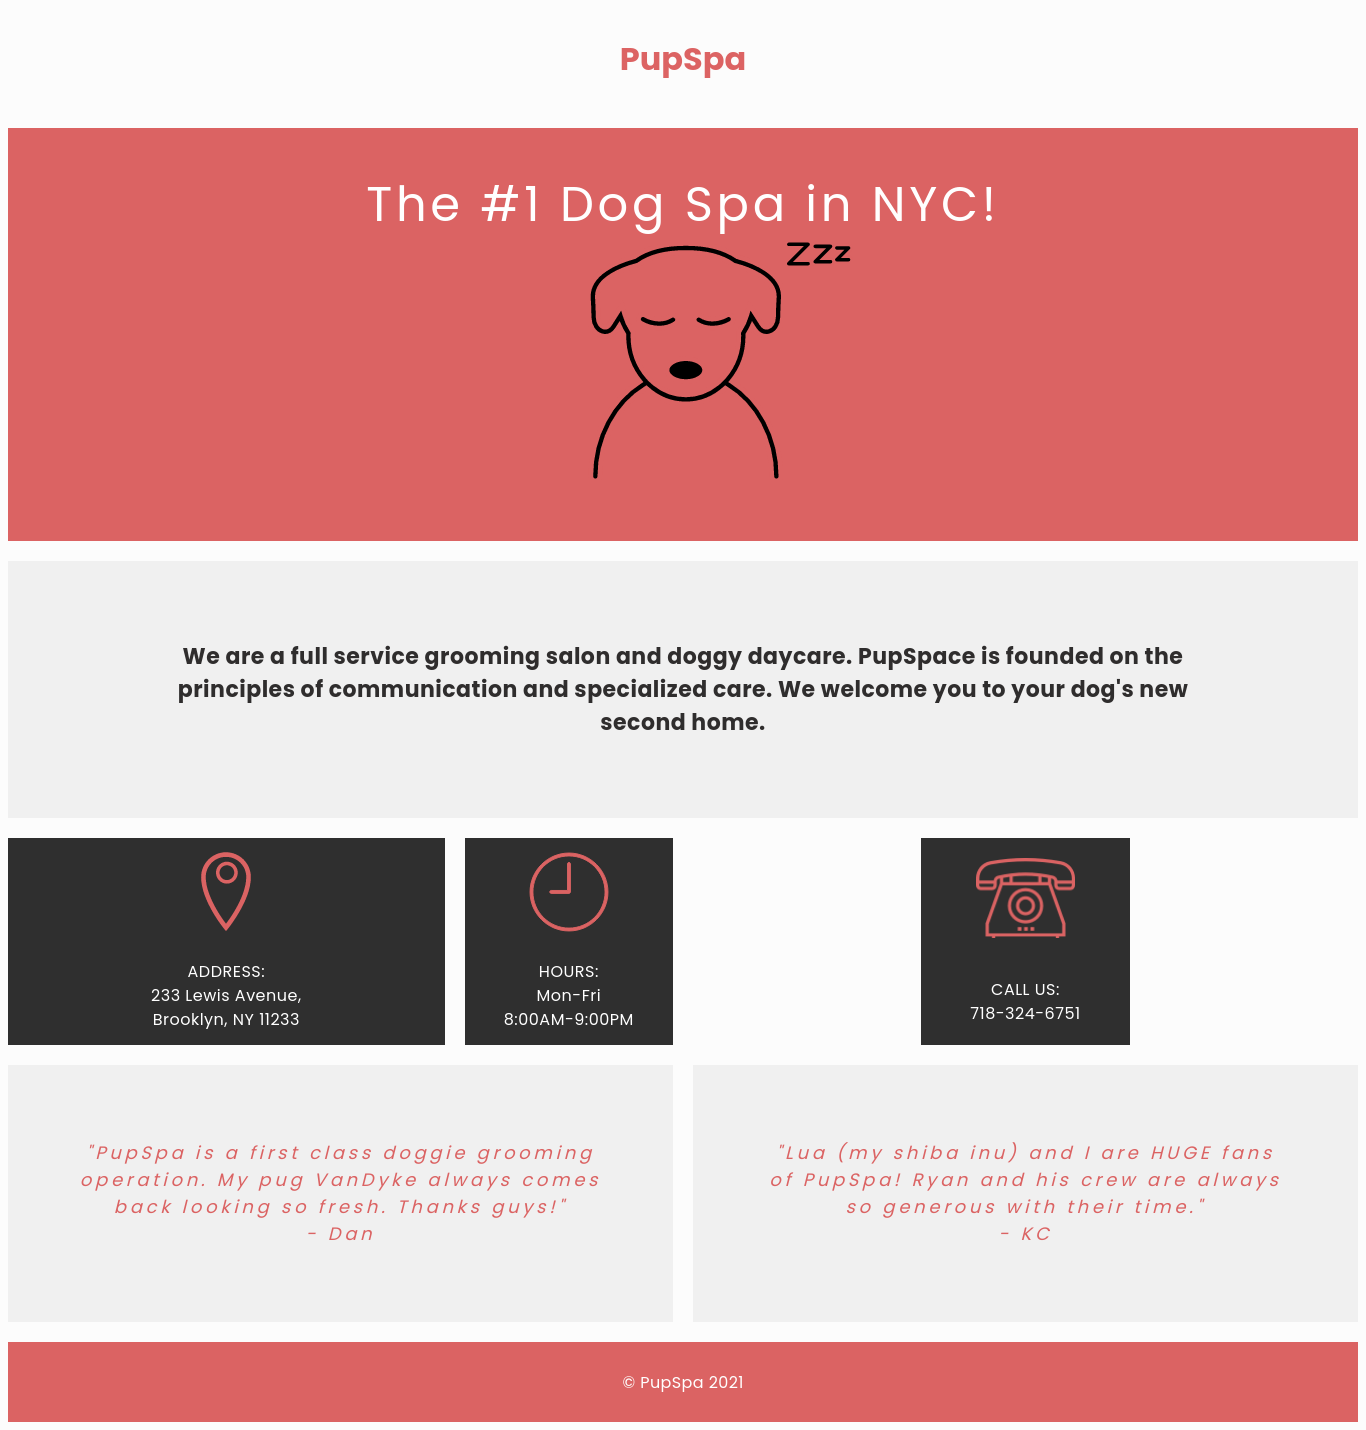 PupSpa
The #1 Dog Spa in NYC!
zzz
We are a full service grooming salon and doggy daycare. PupSpace is founded on the
principles of communication and specialized care. We welcome you to your dog's new
second home.
ADDRESS:
233 Lewis Avenue,
Brooklyn, NY 11233
HOURS:
Mon-Fri
8:00AM-9:00PM
CALL US:
718-324-6751
"PupSpa is a first class doggie grooming
operation. My pug VanDyke always comes
back looking so fresh. Thanks guys!"
- Dan
"Lua (my shiba inu) and I are HUGE fans
of PupSpa! Ryan and his crew are always
so generous with their time."
- KC
© PupSpa 2021